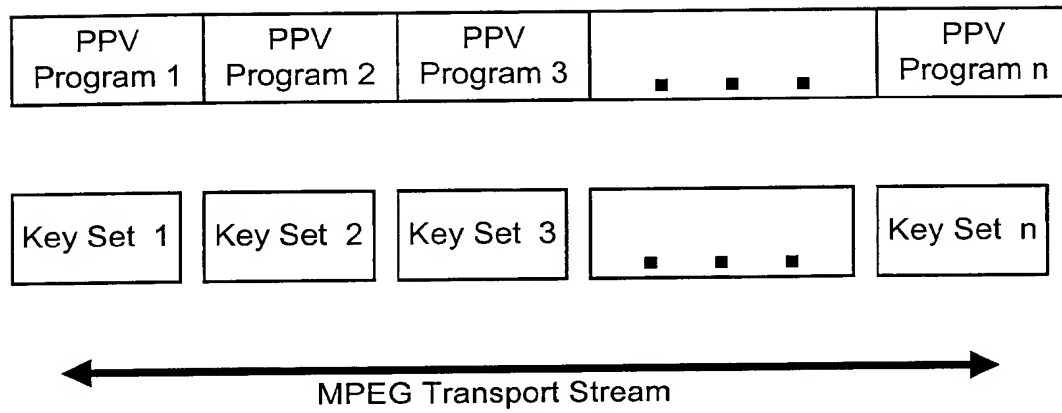 PPV Program 1
PPV Program 2
PPV Program 3
. . .
PPV Program n
Key Set 1
Key Set 2
Key Set 3
. . .
Key Set n
MPEG Transport Stream